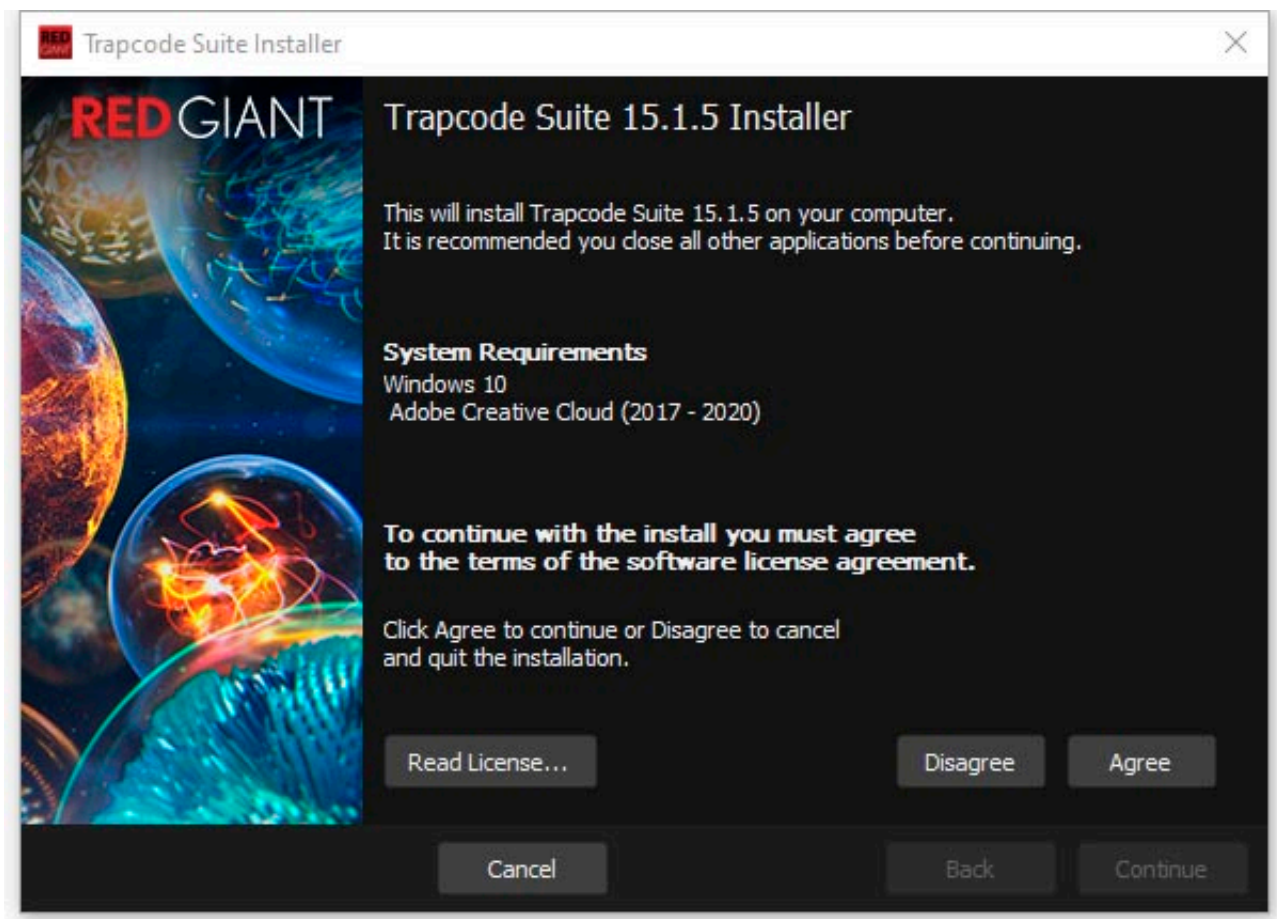 RED GIANT
Trapcode Suite Installer
REDGIANT
Trapcode Suite 15.1.5 Installer
This will install Trapcode Suite 15.1.5 on your computer.
It is recommended you close all other applications before continuing.
System Requirements
Windows 10
Adobe Creative Cloud (2017 - 2020)
To continue with the install you must agree
to the terms of the software license agreement.
Click Agree to continue or Disagree to cancel
and quit the installation.
Read License...
Disagree
Agree
Cancel
Back
Continue